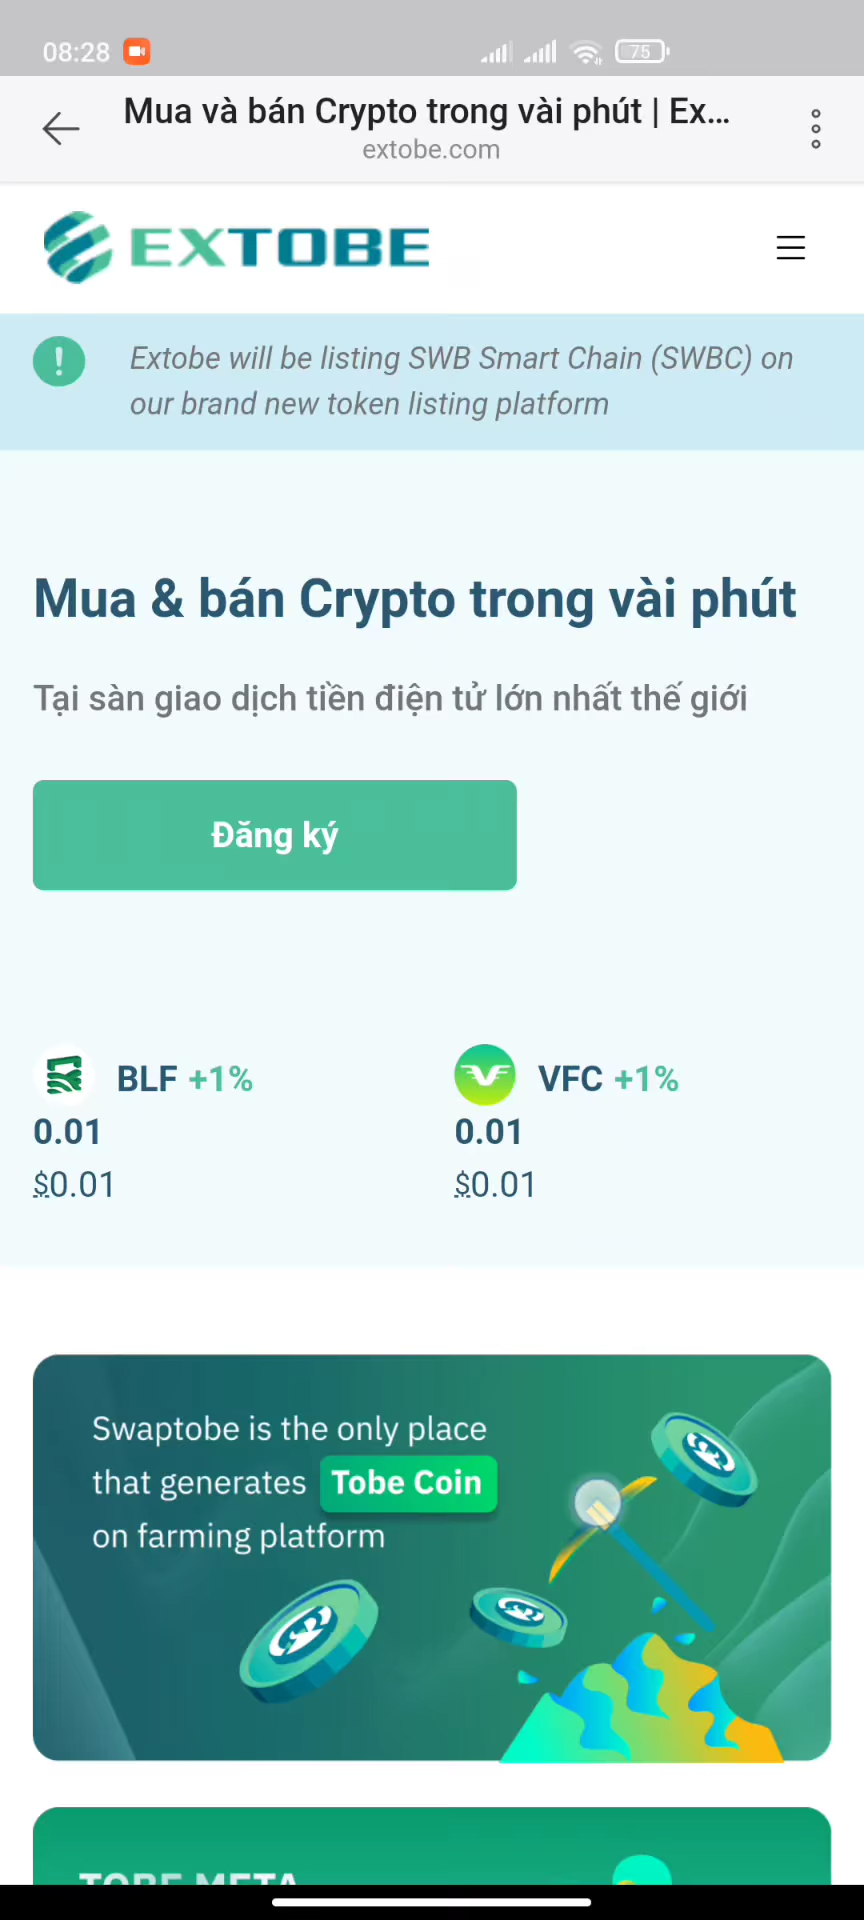 08:28
75
Mua và bán Crypto trong vài phút | Ex...
extobe.com
EXTOBE
Extobe will be listing SWB Smart Chain (SWBC) on
our brand new token listing platform
Mua & bán Crypto trong vài phút
Tại sàn giao dịch tiền điện tử lớn nhất thế giới
Đăng ký
BLF +1%
0.01
$0.01
VFC +1%
0.01
$0.01
Swaptobe is the only place
that generates Tobe Coin
on farming platform
TOBE META